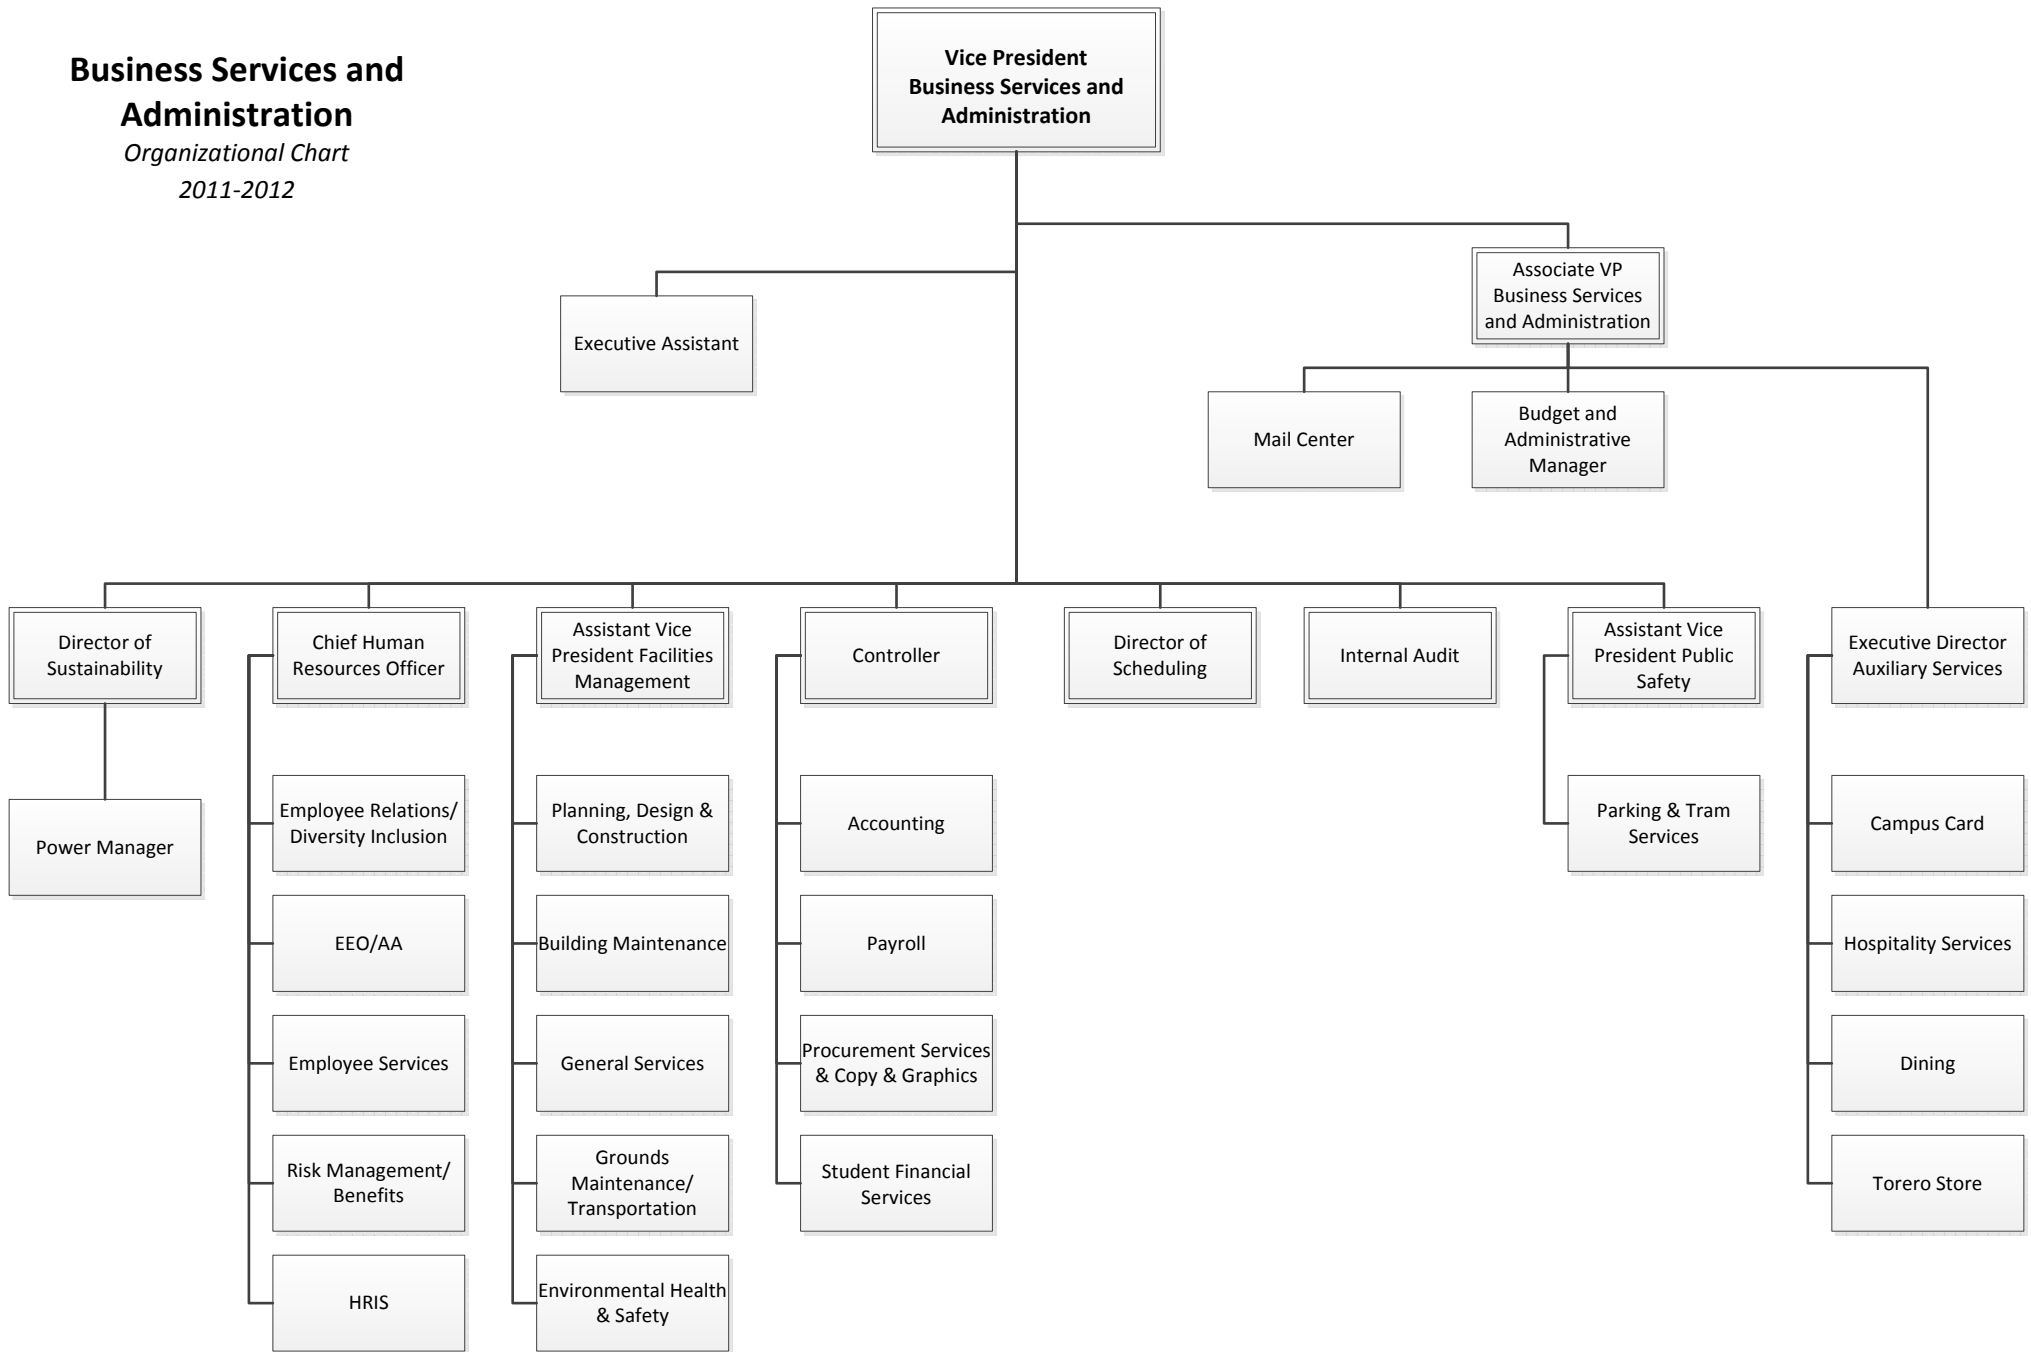 Business Services and
Administration
Organizational Chart
2011-2012
Vice President
Business Services and
Administration
Executive Assistant
Associate VP
Business Services
and Administration
Mail Center
Budget and
Administrative
Manager
Director of
Sustainability
Chief Human
Resources Officer
Assistant Vice
President Facilities
Management
Controller
Director of
Scheduling
Internal Audit
Assistant Vice
President Public
Safety
Executive Director
Auxiliary Services
Power Manager
Employee Relations/
Diversity Inclusion
EEO/AA
Employee Services
Risk Management/
Benefits
HRIS
Planning, Design &
Construction
Building Maintenance
General Services
Grounds
Maintenance/
Transportation
Environmental Health
& Safety
Accounting
Payroll
Procurement Services
& Copy & Graphics
Student Financial
Services
Parking & Tram
Services
Campus Card
Hospitality Services
Dining
Torero Store